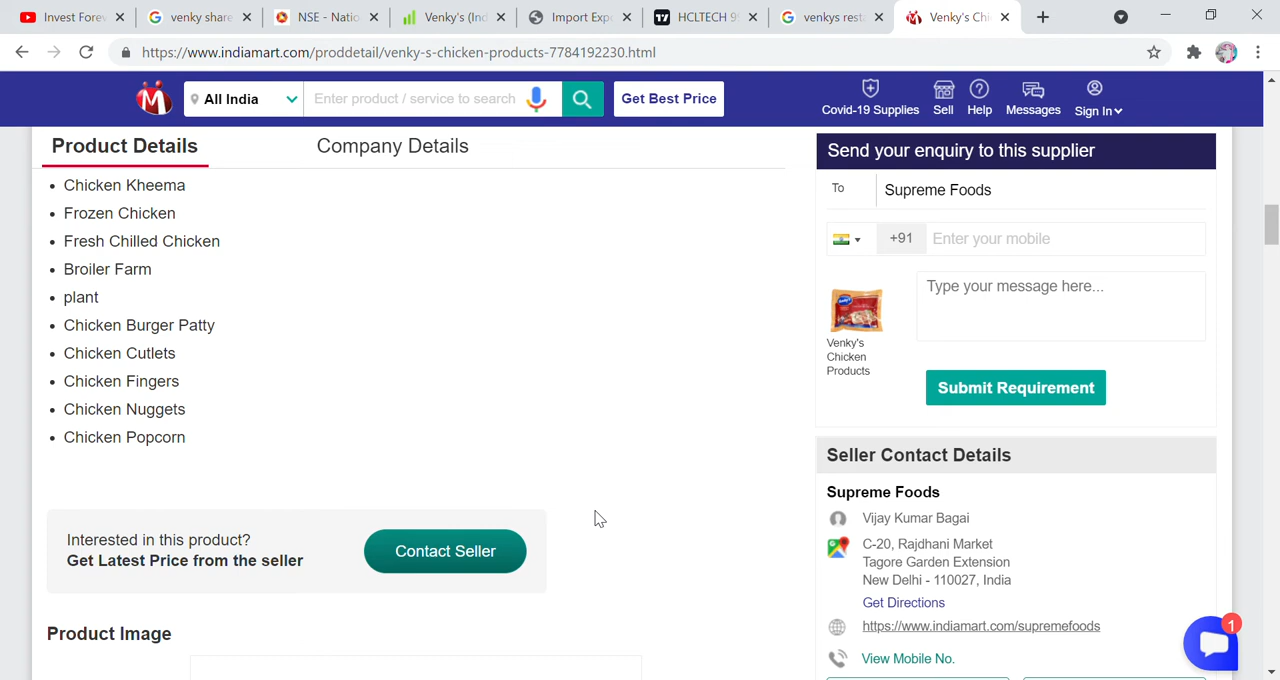 Invest Forev
venky share
NSE - Natio
Venky's (Ind
Import Expo
HCLTECH 9
venkys rest
Venky's Chi
https://www.indiamart.com/proddetail/venky-s-chicken-products-7784192230.html
All India
Enter product / service to search
Get Best Price
Covid-19 Supplies
Sell
Help
Messages
Sign In
Product Details
Company Details
• Chicken Kheema
• Frozen Chicken
• Fresh Chilled Chicken
• Broiler Farm
• plant
• Chicken Burger Patty
• Chicken Cutlets
• Chicken Fingers
• Chicken Nuggets
• Chicken Popcorn
Interested in this product?
Get Latest Price from the seller
Contact Seller
Product Image
Send your enquiry to this supplier
To
Supreme Foods
+91
Enter your mobile
Type your message here...
Venky's
Chicken
Products
Submit Requirement
Seller Contact Details
Supreme Foods
Vijay Kumar Bagai
C-20, Rajdhani Market
Tagore Garden Extension
New Delhi - 110027, India
Get Directions
https://www.indiamart.com/supremefoods
View Mobile No.
1